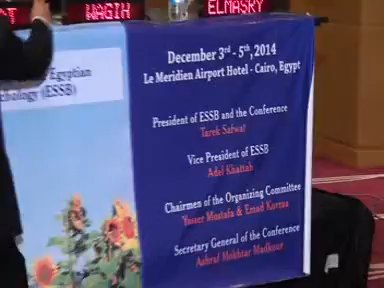 WAGIH
ELMASRY
Egyptian
(ESSB)
December 3rd - 5th, 2014
Le Meridien Airport Hotel - Cairo, Egypt
President of ESSB and the Conference
Tarek Safwat
Vice President of ESSB
Adel Khattab
Chairmen of the Organizing Committee
Yasser Mostafa & Emad Korraa
Secretary General of the Conference
Ashraf Mokhtar Madkour